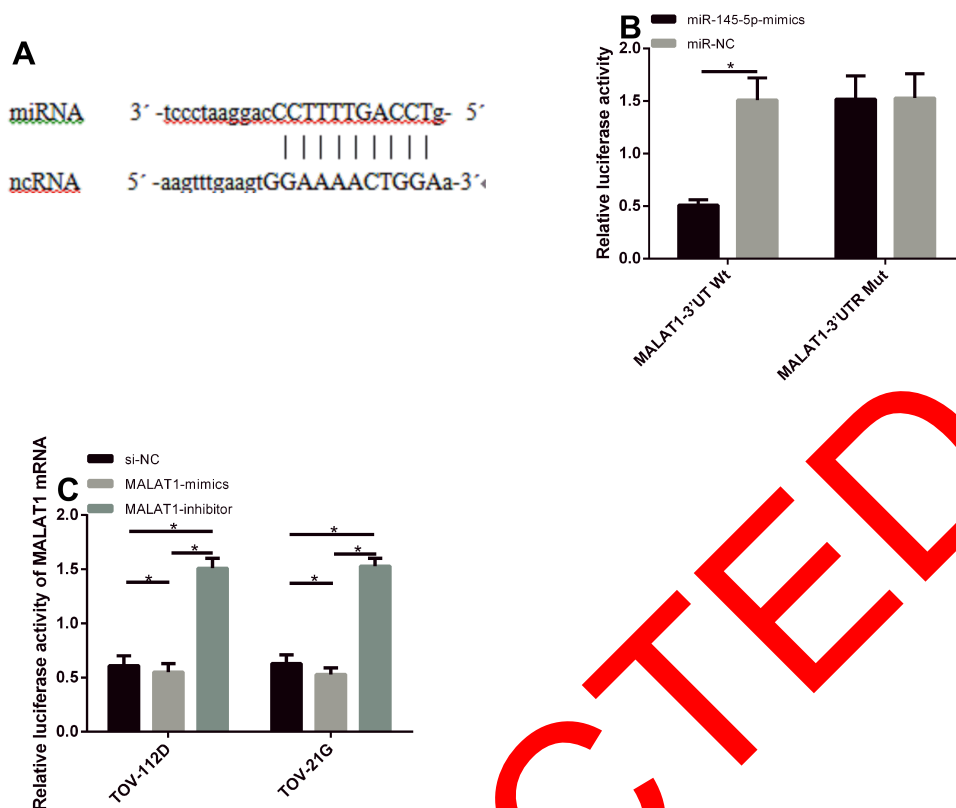 A
miRNA 3´ -tccctaaggacCCTTTTGACCTg- 5´
ncRNA 5´ -aagtttgaagtGGAAAACTGGAa-3´
B
miR-145-5p-mimics
miR-NC
Relative luciferase activity
2.0
*
1.5
1.0
0.5
0.0
MALAT1-3'UT Wt
MALAT1-3'UTR Mut
C
si-NC
MALAT1-mimics
MALAT1-inhibitor
Relative luciferase activity of MALAT1 mRNA
2.0
* *
* *
1.5
* *
1.0
0.5
0.0
TOV-112D
TOV-21G
CTED